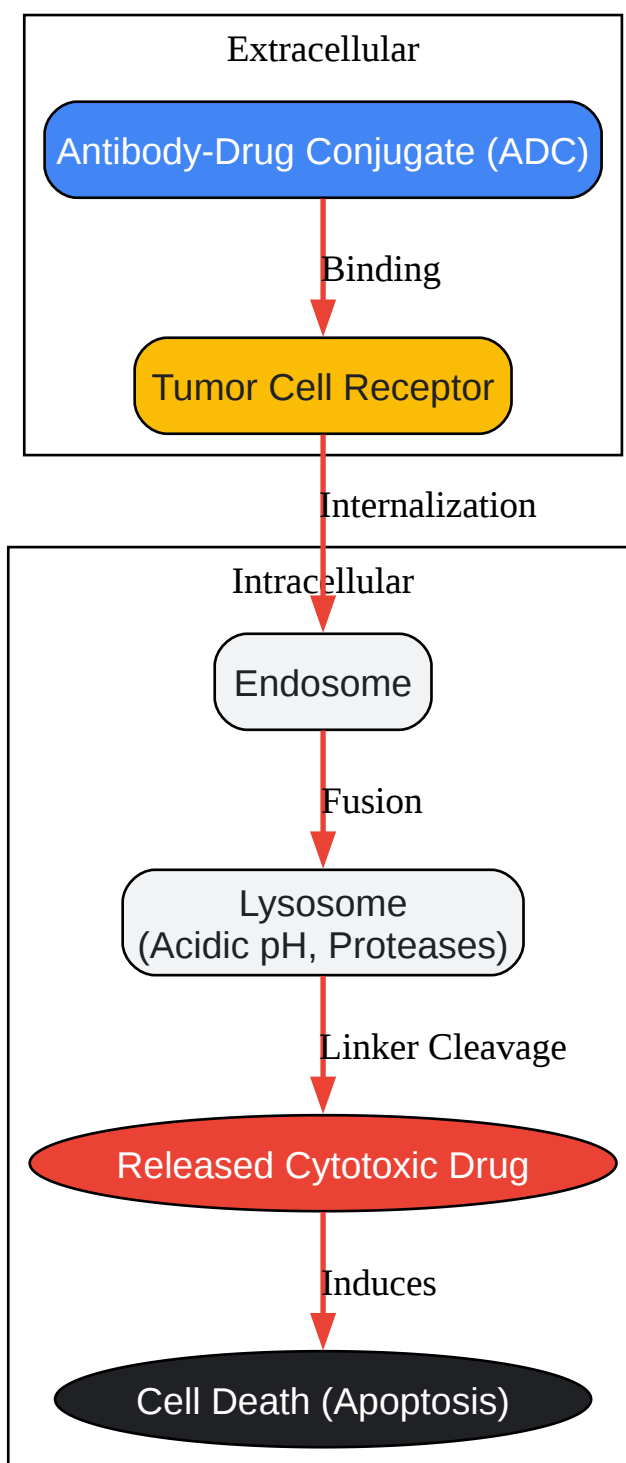 Extracellular
Antibody-Drug Conjugate (ADC)
Binding
Tumor Cell Receptor
Internalization
Intracellular
Endosome
Fusion
Lysosome
(Acidic pH, Proteases)
Linker Cleavage
Released Cytotoxic Drug
Induces
Cell Death (Apoptosis)